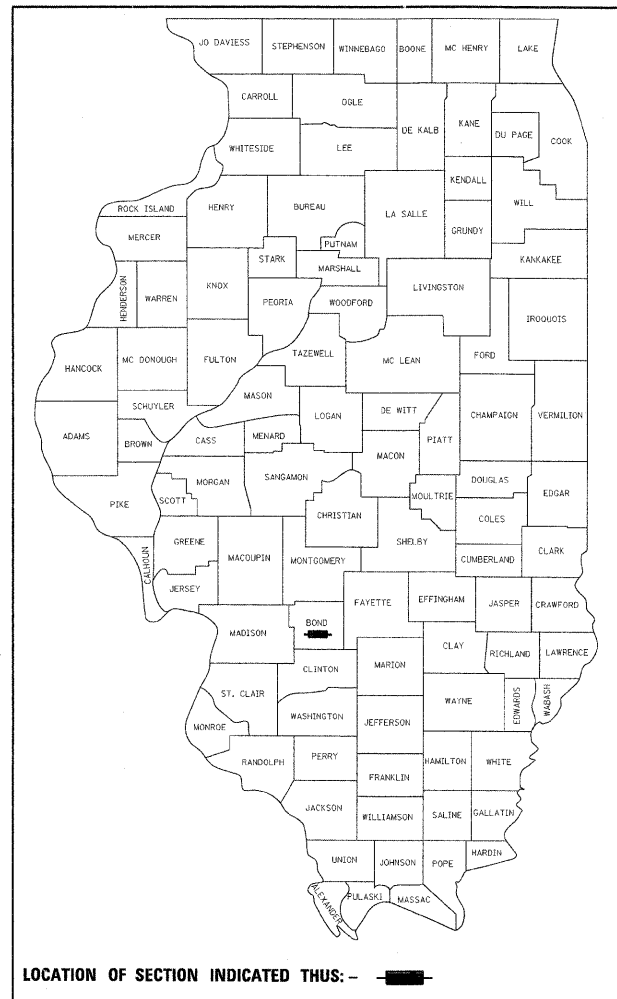 JO DAVIESS
STEPHENSON
WINNEBAGO
BOONE
MC HENRY
LAKE
CARROLL
OGLE
DE KALB
KANE
DU PAGE
COOK
WHITESIDE
LEE
KENDALL
WILL
ROCK ISLAND
HENRY
BUREAU
LA SALLE
GRUNDY
MERCER
PUTNAM
STARK
MARSHALL
KANKAKEE
HENDERSON
WARREN
KNOX
PEORIA
WOODFORD
LIVINGSTON
IROQUOIS
HANCOCK
MC DONOUGH
FULTON
TAZEWELL
MC LEAN
FORD
SCHUYLER
MASON
LOGAN
DE WITT
CHAMPAIGN
VERMILION
ADAMS
BROWN
CASS
MENARD
MACON
PIATT
PIKE
SCOTT
MORGAN
SANGAMON
CHRISTIAN
MOULTRIE
DOUGLAS
EDGAR
COLES
CALHOUN
GREENE
MACOUPIN
MONTGOMERY
SHELBY
CUMBERLAND
CLARK
JERSEY
MADISON
BOND
FAYETTE
EFFINGHAM
JASPER
CRAWFORD
CLINTON
MARION
CLAY
RICHLAND
LAWRENCE
ST. CLAIR
WASHINGTON
WAYNE
EDWARDS
WABASH
MONROE
JEFFERSON
RANDOLPH
PERRY
FRANKLIN
HAMILTON
WHITE
JACKSON
WILLIAMSON
SALINE
GALLATIN
UNION
JOHNSON
POPE
HARDIN
ALEXANDER
PULASKI
MASSAC
LOCATION OF SECTION INDICATED THUS: –